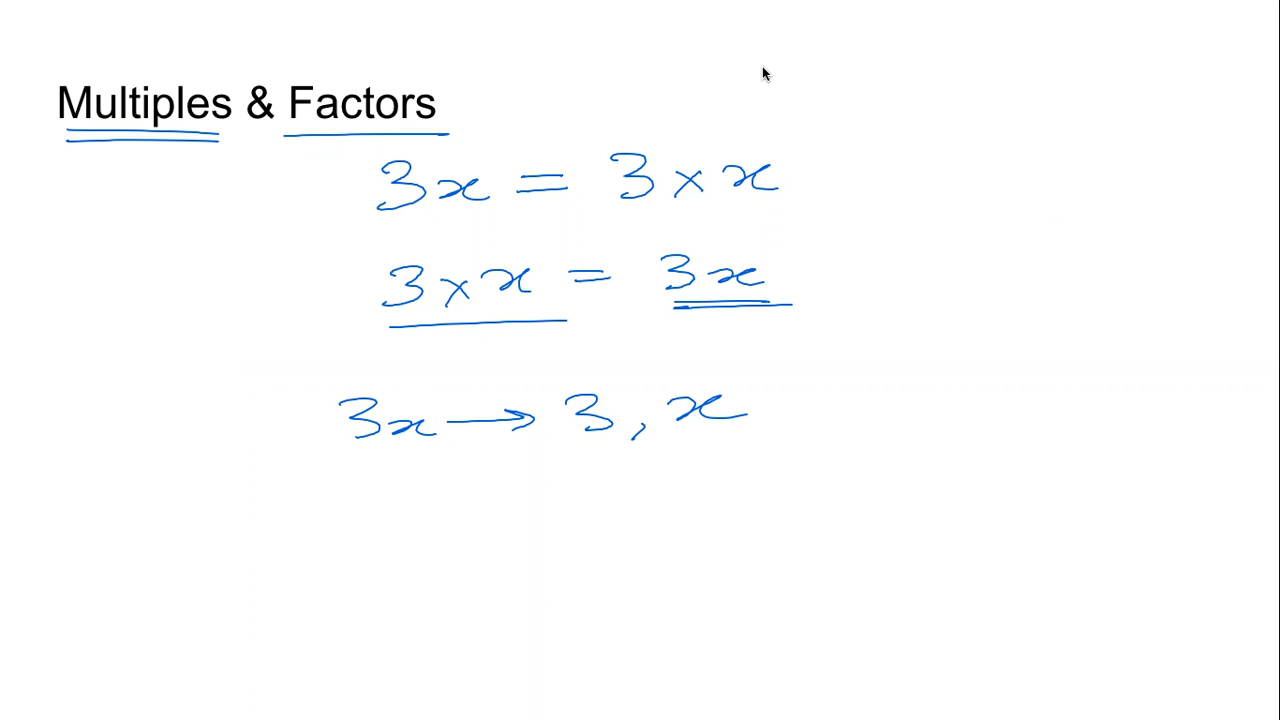 Multiples & Factors
3x = 3 × x
3 × x = 3x
3x → 3, x